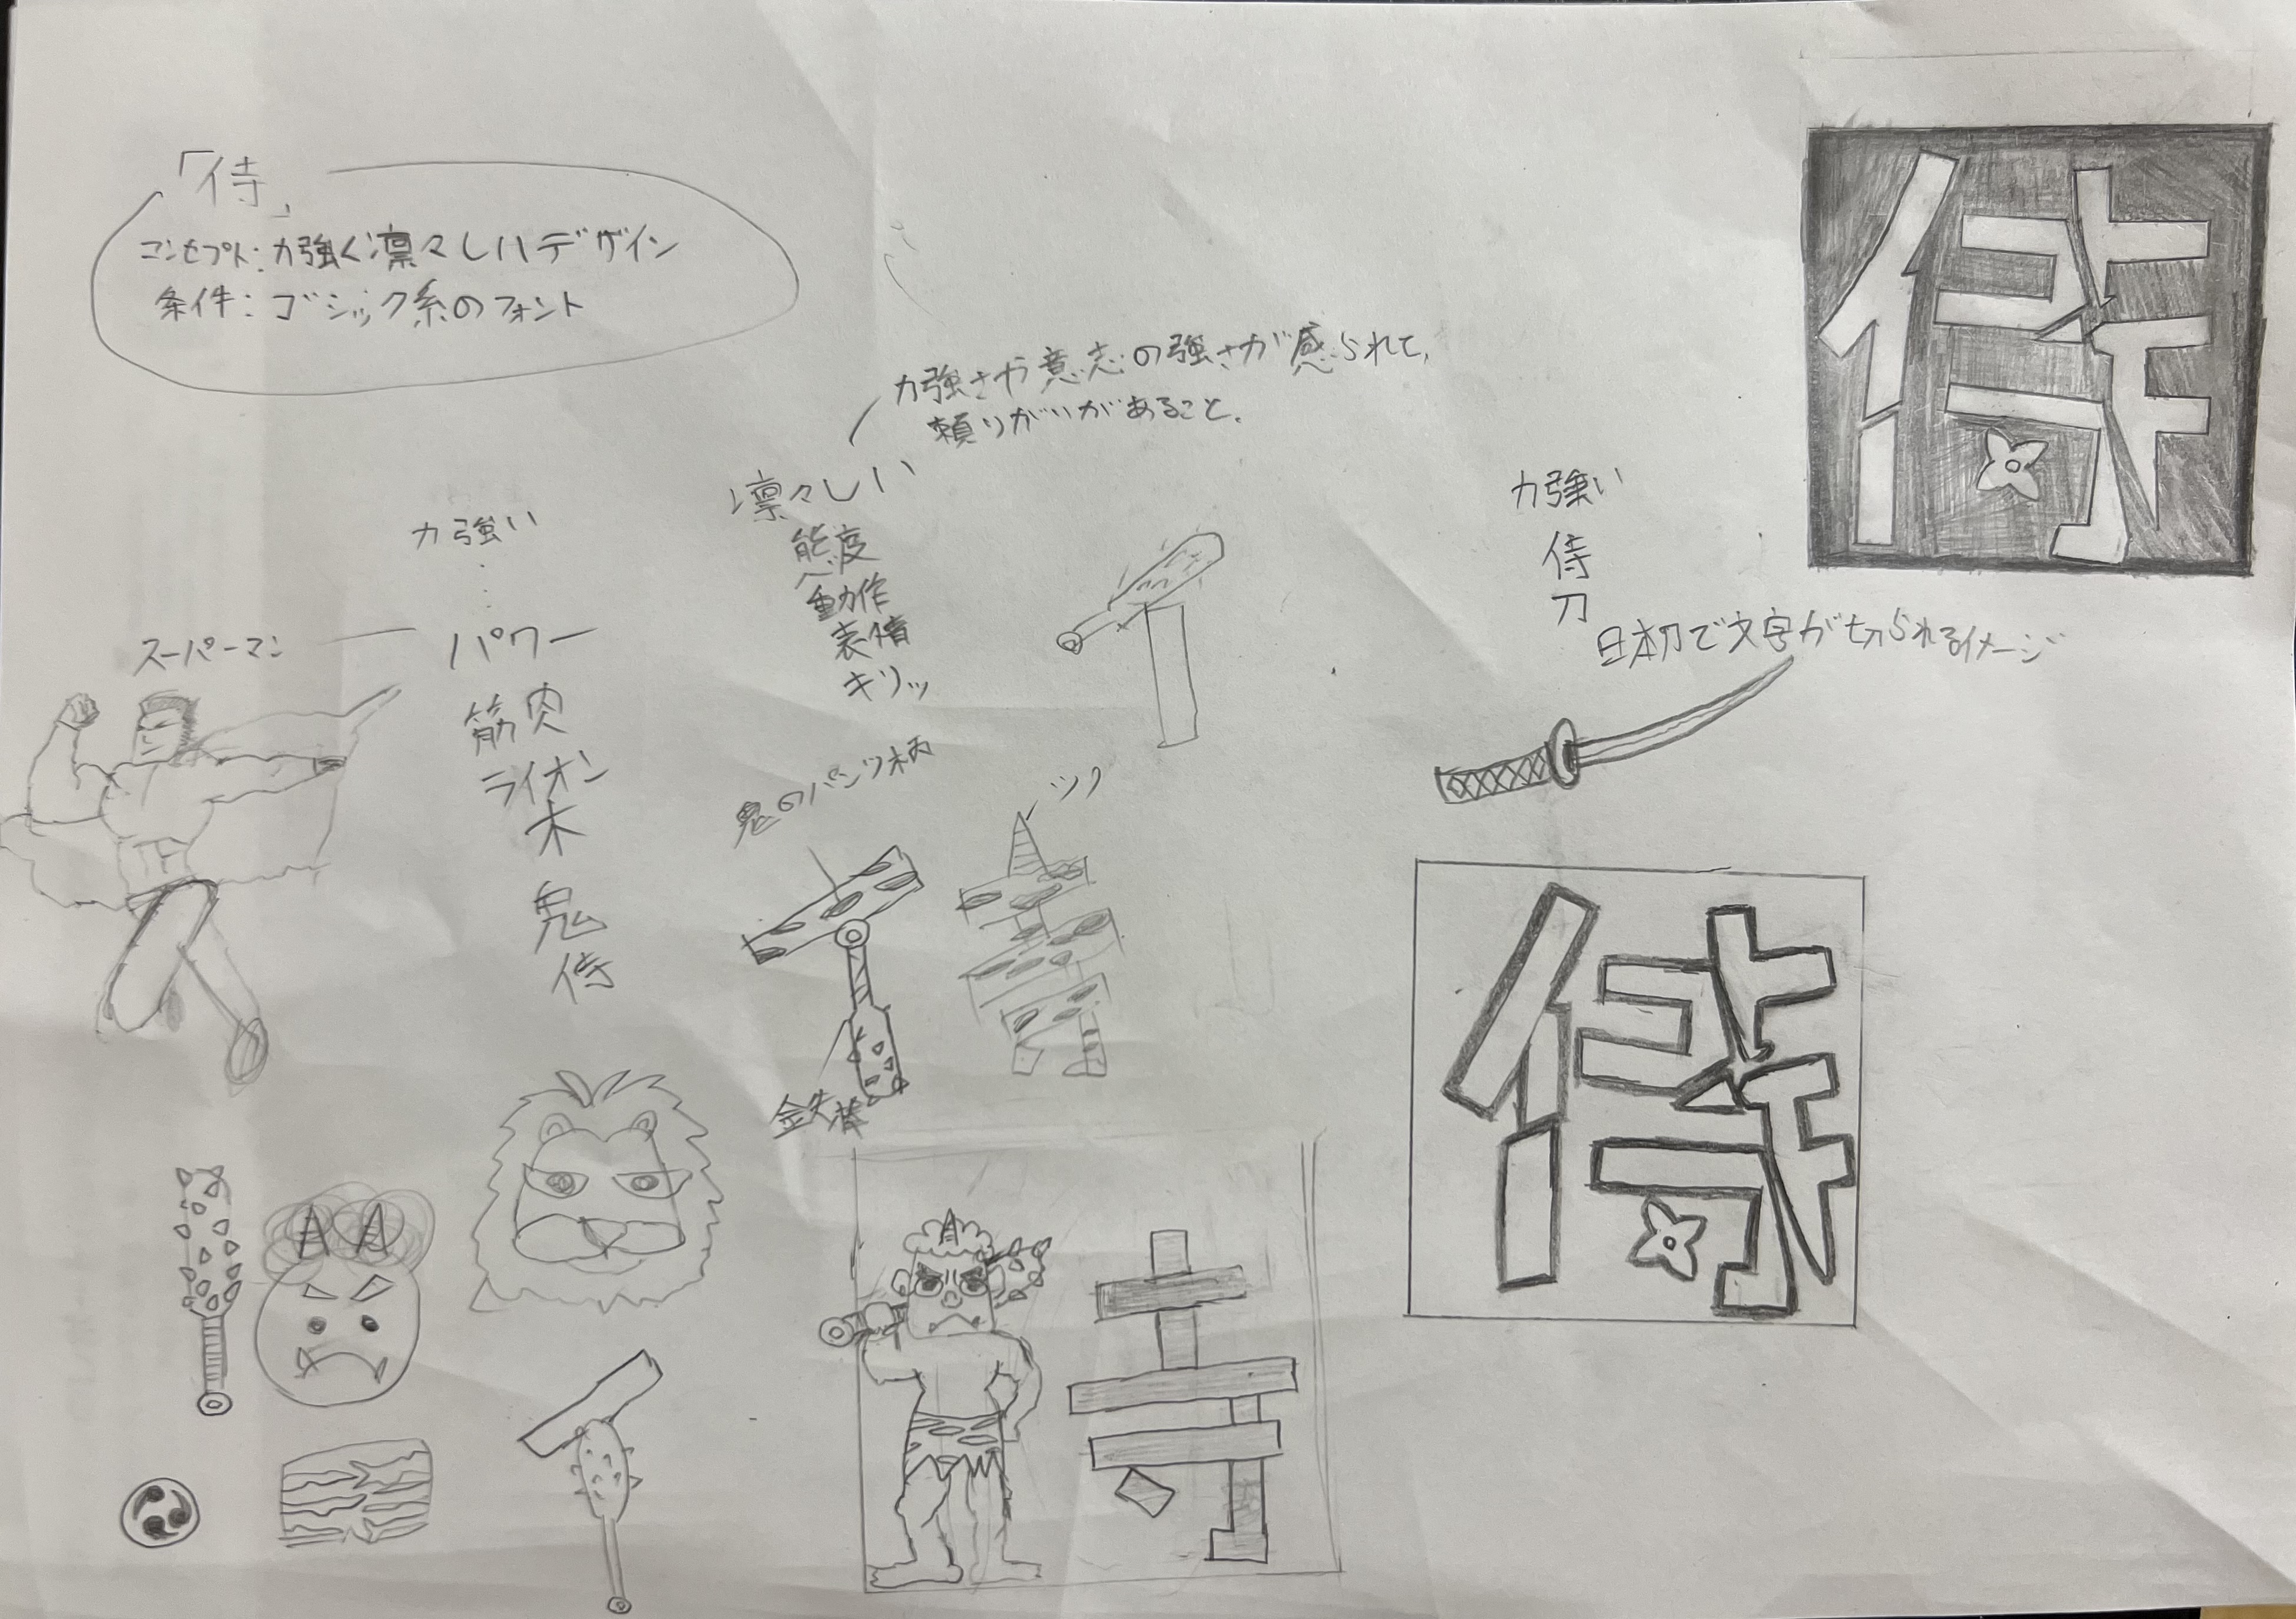 「侍」
コンセプト:力強く凛々しいデザイン
条件:ゴシック系のフォント
力強さや意志の強さが感られて、
頼りがいがあること。
凛々しい
態度
動作
表情
キリッ
力強い
スーパーマン
パワー
筋肉
ライオン
木
鬼
侍
鬼のパンツ柄
ツノ
金失棒
力強い
侍
刀
日本刀で文字が切られるイメージ
侍
侍
寺